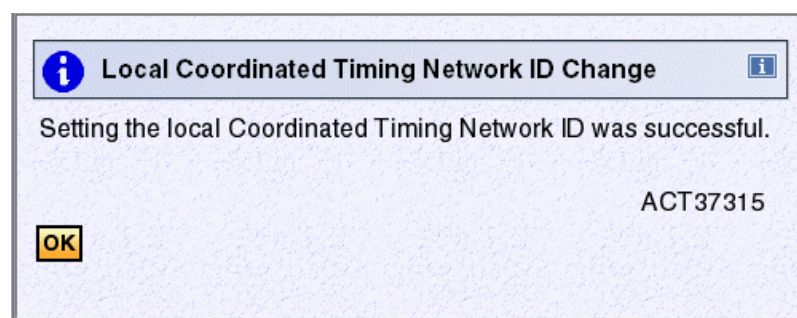 Local Coordinated Timing Network ID Change
Setting the local Coordinated Timing Network ID was successful.
ACT37315
OK